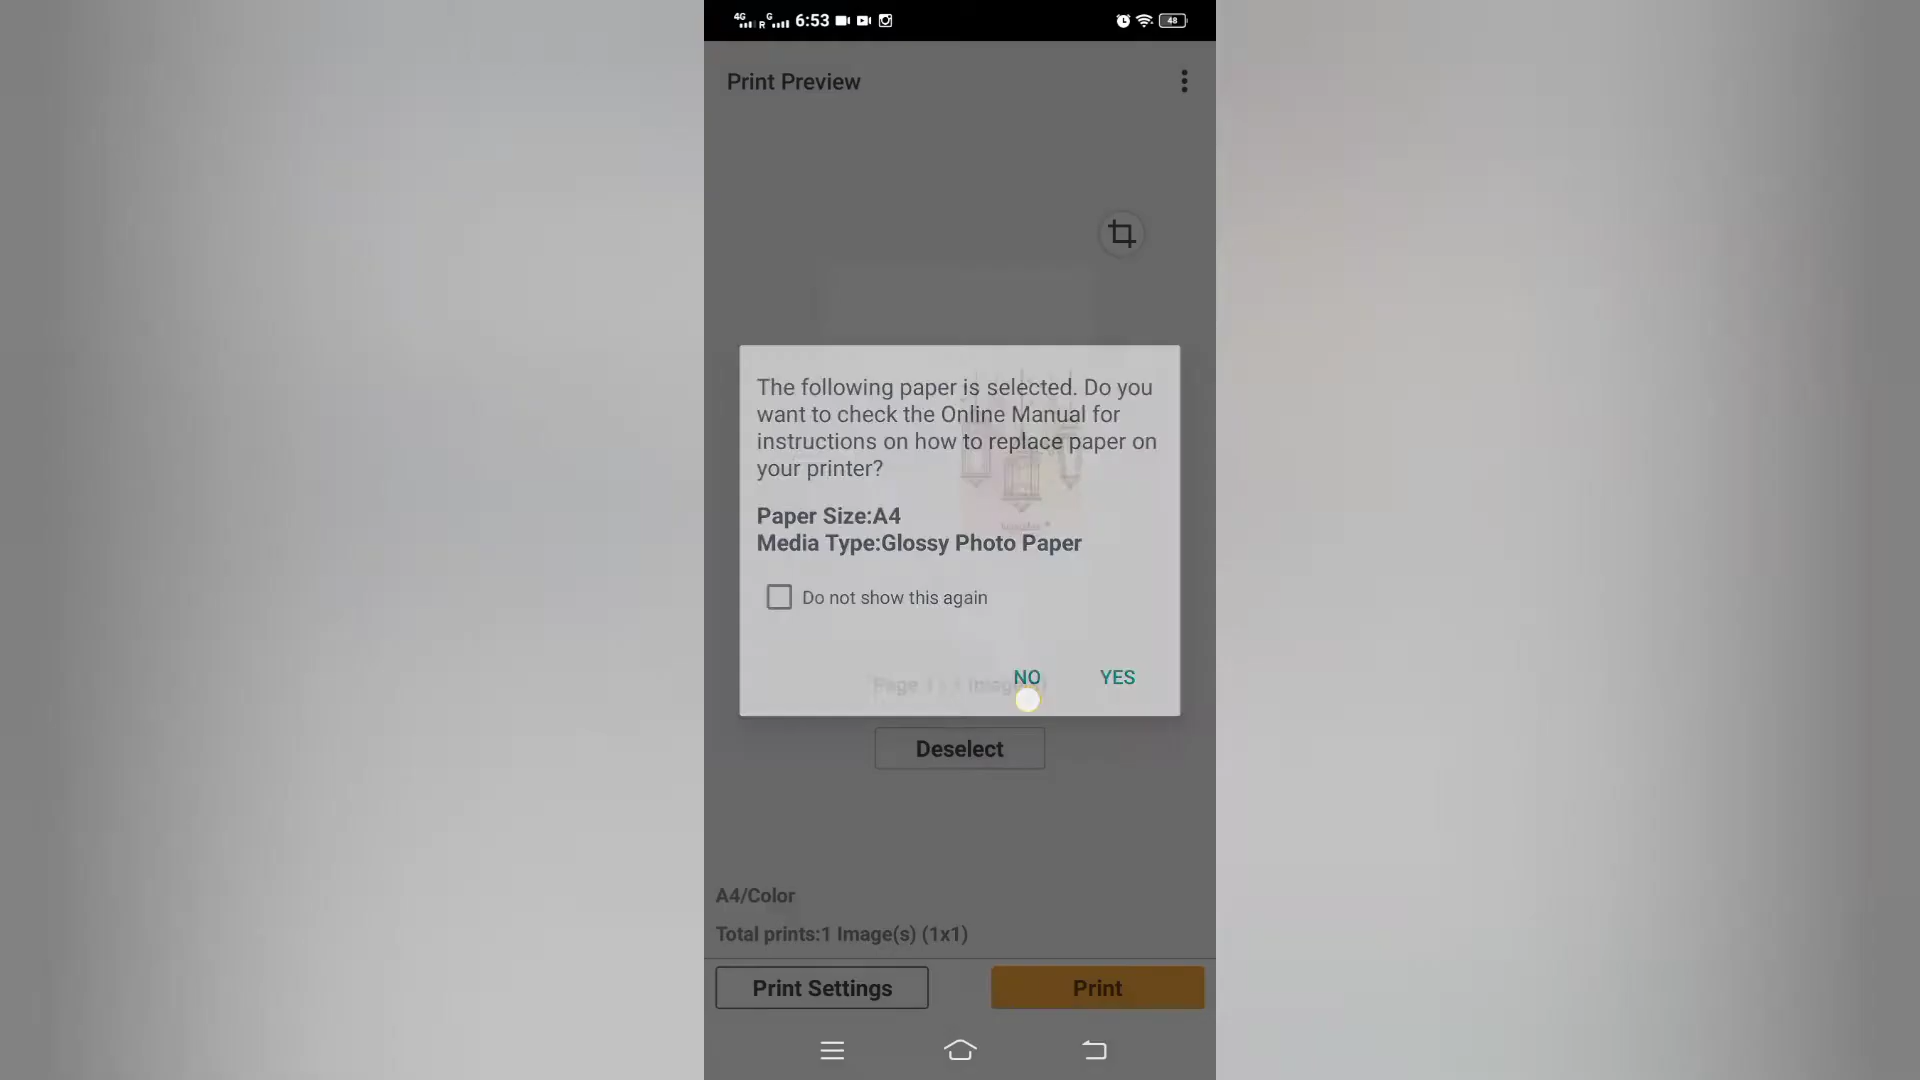 4G R G 6:53 48
Print Preview
The following paper is selected. Do you
want to check the Online Manual for
instructions on how to replace paper on
your printer?
Paper Size:A4
Media Type:Glossy Photo Paper
Do not show this again
NO YES
Deselect
A4/Color
Total prints:1 Image(s) (1x1)
Print Settings Print